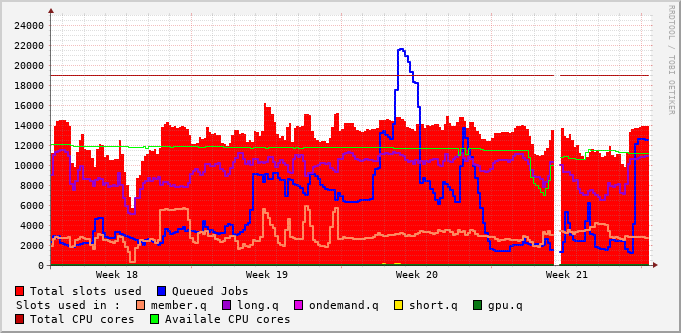 24000
22000
20000
18000
16000
14000
12000
10000
8000
6000
4000
2000
0
Week 18 Week 19 Week 20 Week 21
Total slots used Queued Jobs
Slots used in : member.q long.q ondemand.q short.q gpu.q
Total CPU cores Availale CPU cores
RRDTOOL / TOBI OETIKER